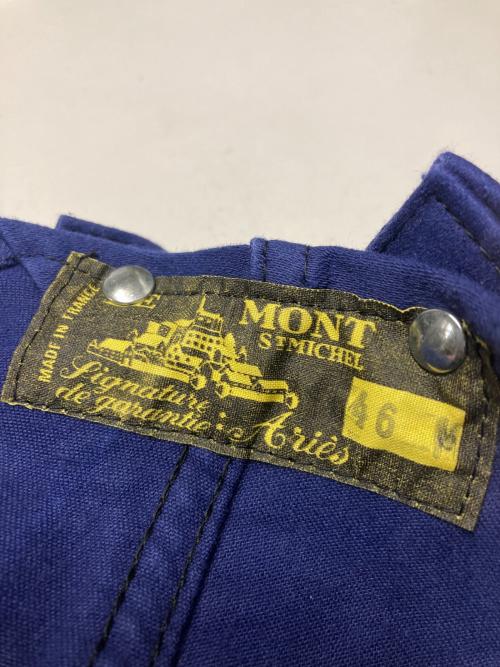 MADE IN FRANCE
MONT
ST MICHEL
Signature
de garantie : Ariès
46 M